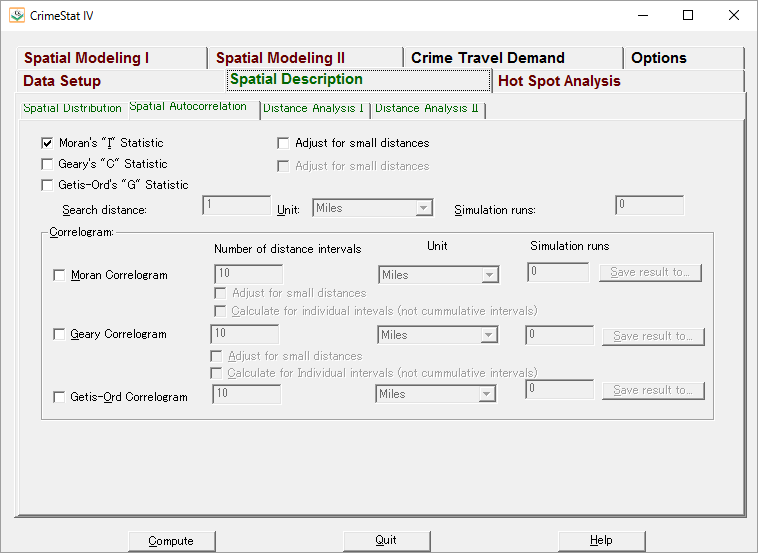 CrimeStat IV
Spatial Modeling I Spatial Modeling II Crime Travel Demand Options
Data Setup Spatial Description Hot Spot Analysis
Spatial Distribution Spatial Autocorrelation Distance Analysis I Distance Analysis II
Moran's "I" Statistic Adjust for small distances
Geary's "C" Statistic Adjust for small distances
Getis-Ord's "G" Statistic
Search distance: 1 Unit: Miles Simulation runs: 0
Correlogram:
Number of distance intervals Unit Simulation runs
Moran Correlogram 10 Miles 0 Save result to...
Adjust for small distances
Calculate for individual intevals (not cummulative intervals)
Geary Correlogram 10 Miles 0 Save result to...
Adjust for small distances
Calculate for Individual intervals (not cummulative intervals)
Getis-Ord Correlogram 10 Miles 0 Save result to...
Compute Quit Help